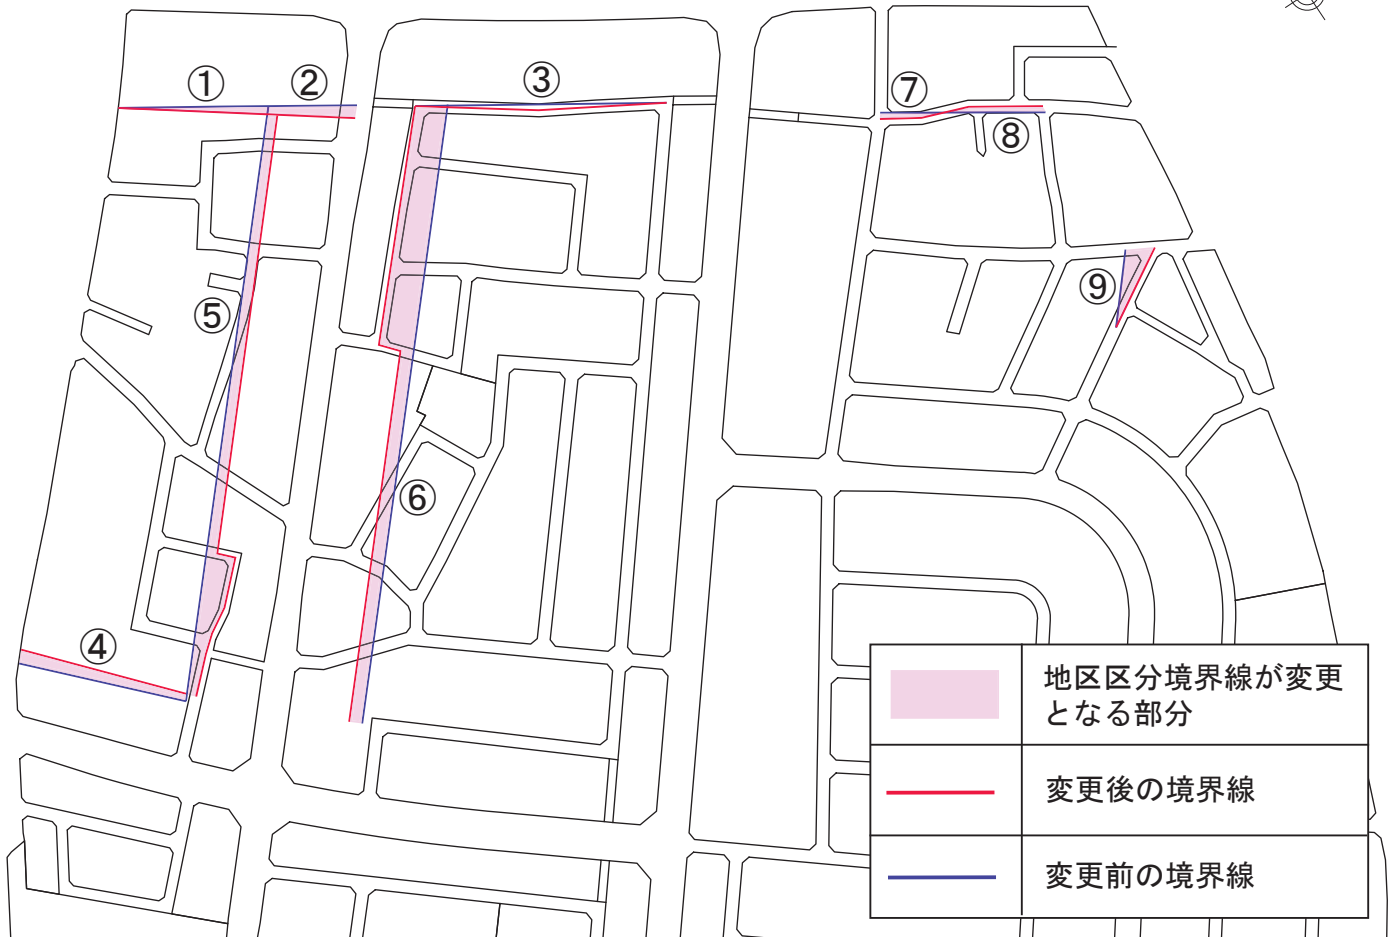 ①
②
③
⑦
⑧
⑨
⑤
⑥
④
地区区分境界線が変更
となる部分
変更後の境界線
変更前の境界線